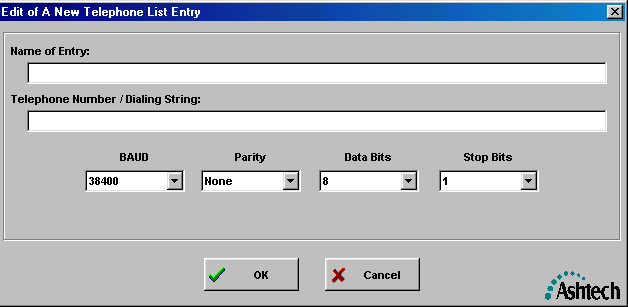 Edit of A New Telephone List Entry
Name of Entry:
Telephone Number / Dialing String:
BAUD Parity Data Bits Stop Bits
38400 None 8 1
OK Cancel
Ashtech